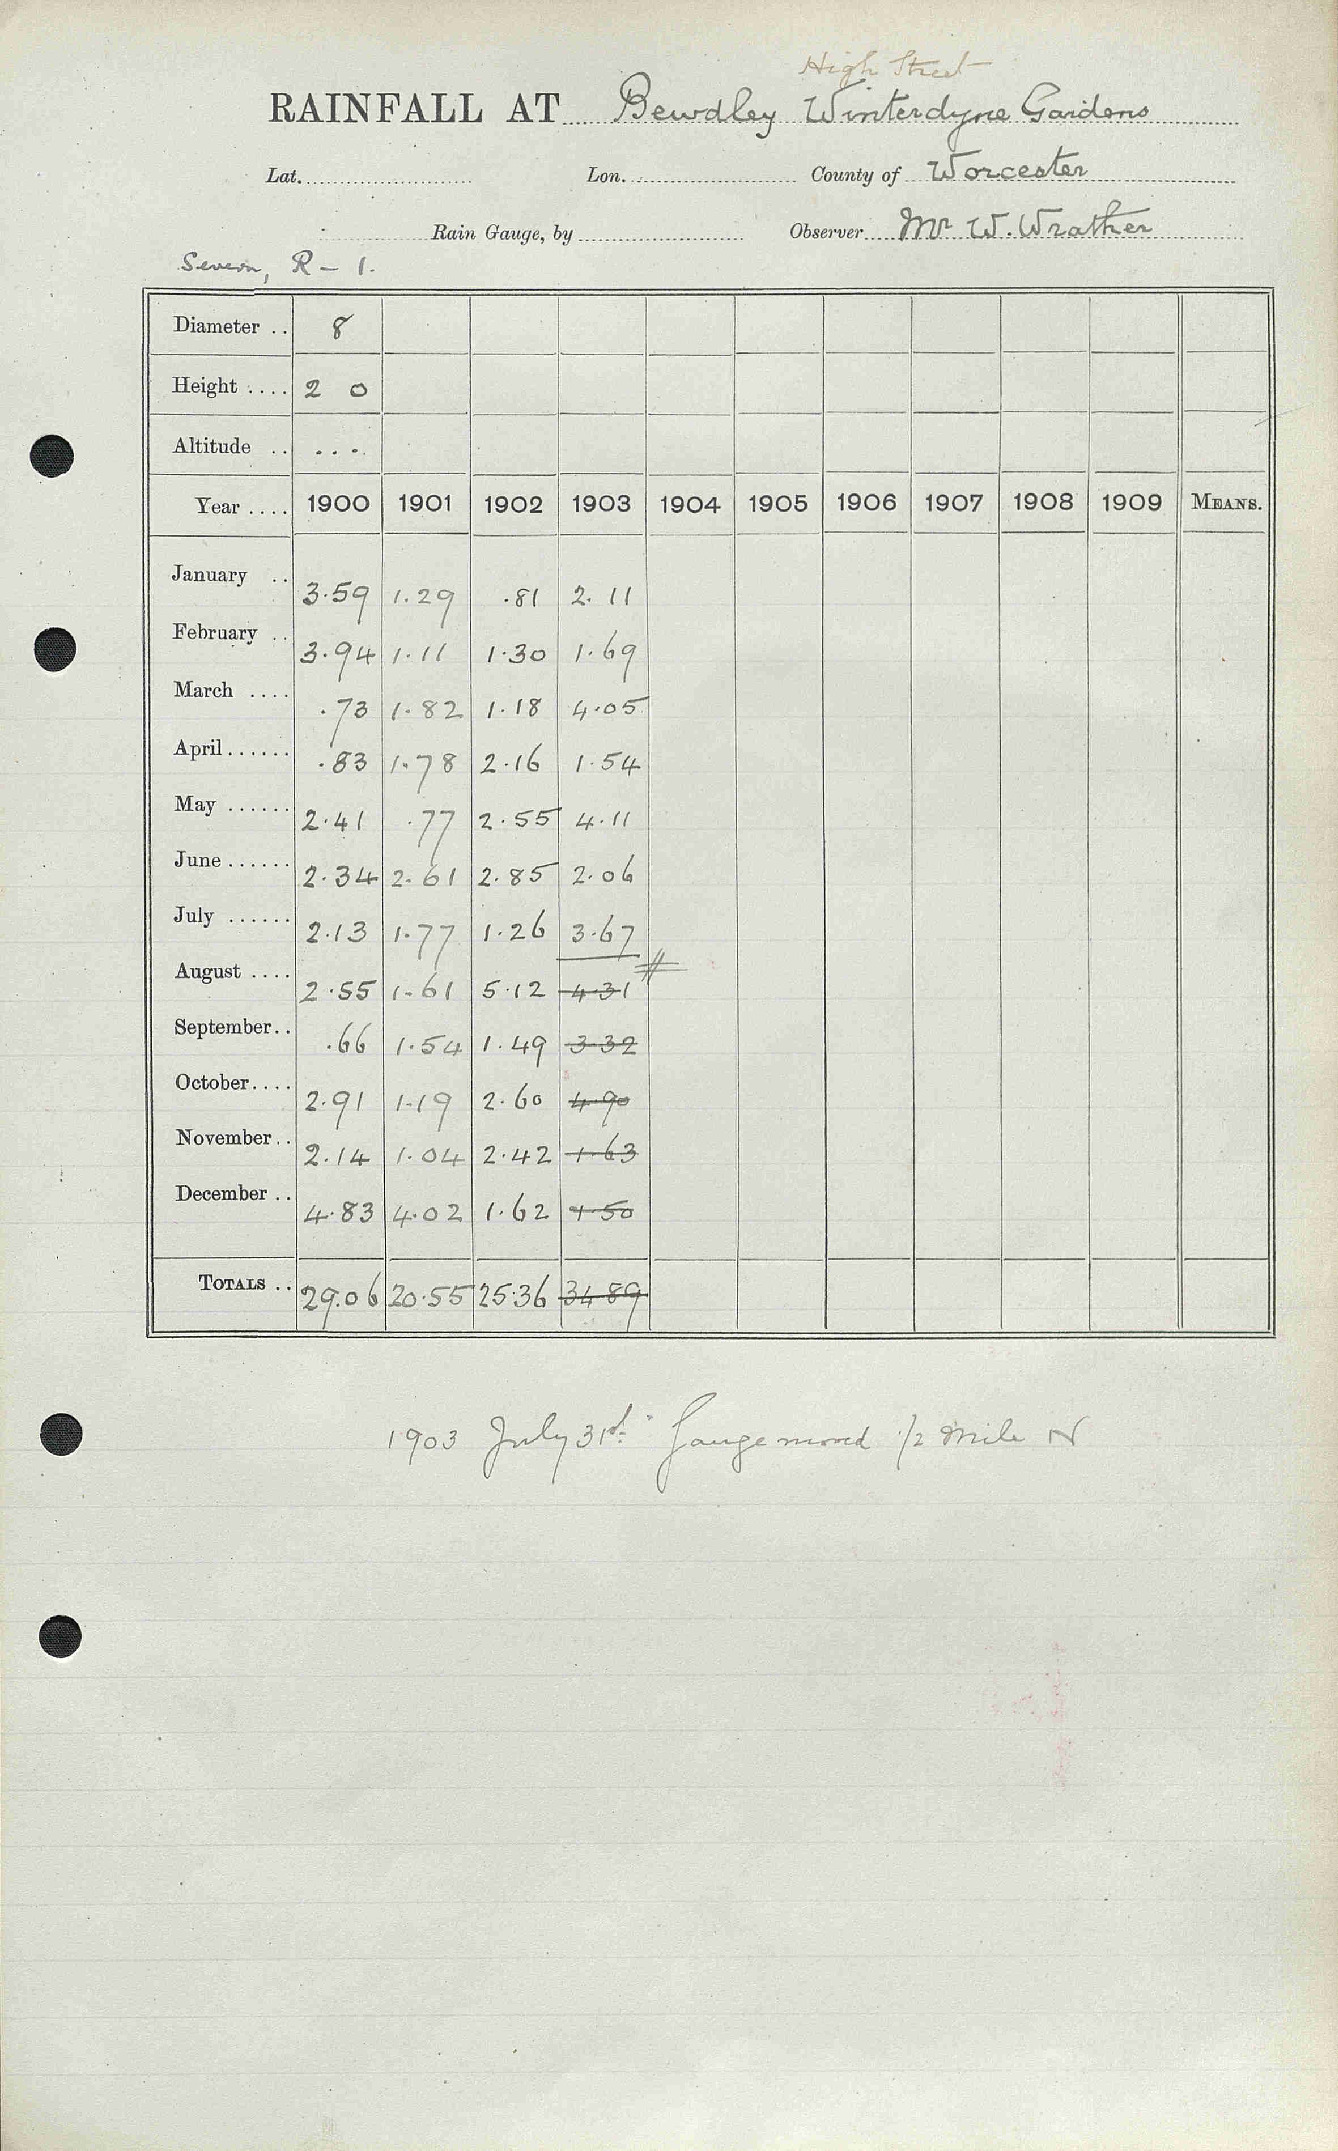 High Street
RAINFALL AT Bewdley Winterdyne Gardens
Lat. Lon. County of Worcester
Rain Gauge, by Observer Mr W. Wrather
Severn, R - 1.
Diameter .. 8
Height .... 2 0
Altitude .. ...
Year .... 1900 1901 1902 1903 1904 1905 1906 1907 1908 1909 MEANS.
January .. 3.59 1.29 .81 2.11
February .. 3.94 1.11 1.30 1.69
March .... .73 1.82 1.18 4.05
April ...... .83 1.78 2.16 1.54
May ...... 2.41 .77 2.55 4.11
June ...... 2.34 2.61 2.85 2.06
July ...... 2.13 1.77 1.26 3.67
August .... 2.55 1.61 5.12 4.31
September.. .66 1.54 1.49 3.32
October.... 2.91 1.19 2.60 4.90
November.. 2.14 1.04 2.42 1.63
December .. 4.83 4.02 1.62 1.50
TOTALS .. 29.06 20.55 25.36 34.89
1903 July 31st. Gauge moved 1/2 mile N